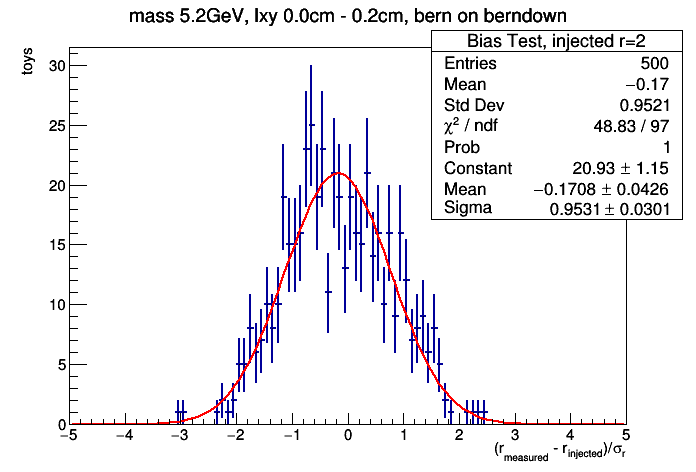 mass 5.2GeV, lxy 0.0cm - 0.2cm, bern on berndown
Bias Test, injected r=2
Entries 500
Mean −0.17
Std Dev 0.9521
χ² / ndf 48.83 / 97
Prob 1
Constant 20.93 ± 1.15
Mean −0.1708 ± 0.0426
Sigma 0.9531 ± 0.0301
toys
30
25
20
15
10
5
0
−5 −4 −3 −2 −1 0 1 2 3 4 5
(r_measured - r_injected)/σ_r